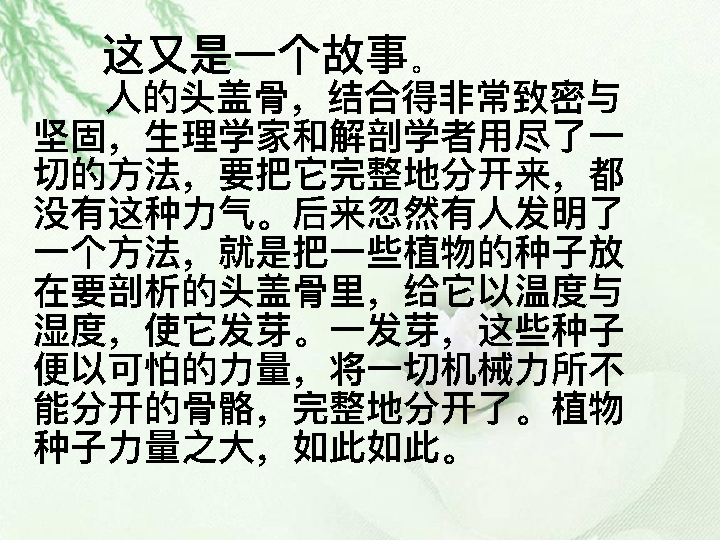 这又是一个故事。
人的头盖骨，结合得非常致密与
坚固，生理学家和解剖学者用尽了一
切的方法，要把它完整地分开来，都
没有这种力气。后来忽然有人发明了
一个方法，就是把一些植物的种子放
在要剖析的头盖骨里，给它以温度与
湿度，使它发芽。一发芽，这些种子
便以可怕的力量，将一切机械力所不
能分开的骨骼，完整地分开了。植物
种子力量之大，如此如此。